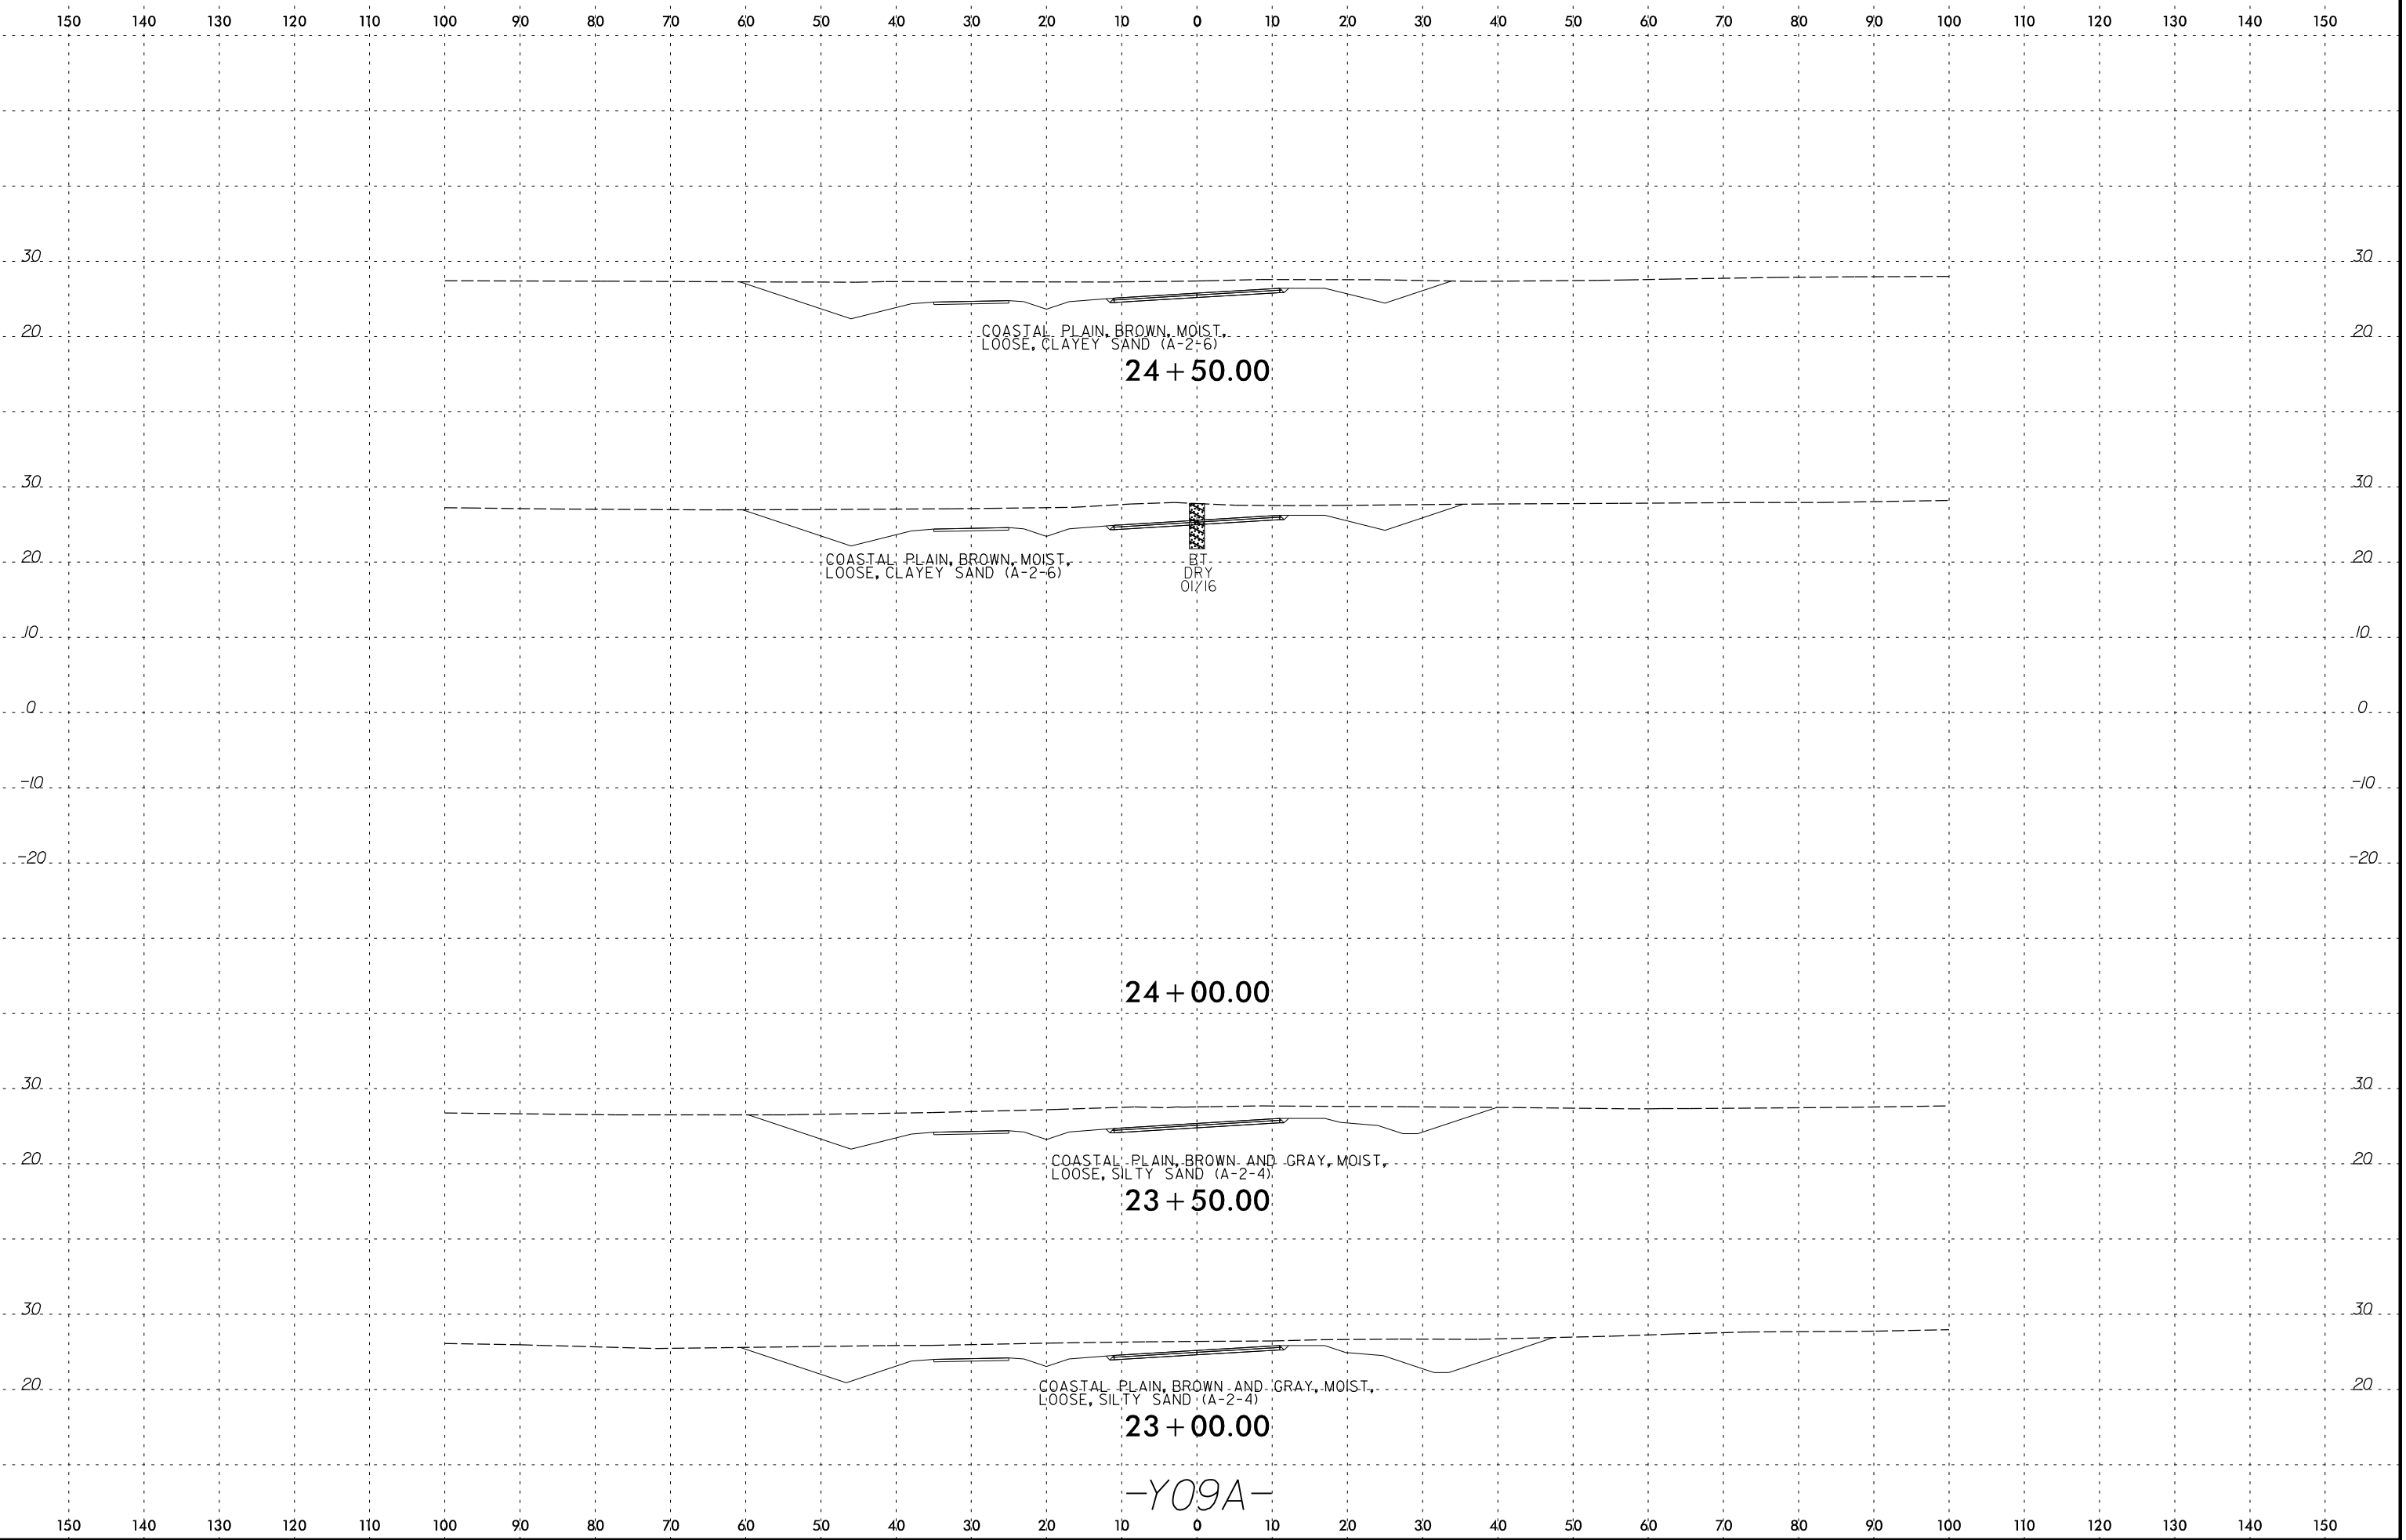 150 140 130 120 110 100 90 80 70 60 50 40 30 20 10 0 10 20 30 40 50 60 70 80 90 100 110 120 130 140 150
30 30
20 20
COASTAL PLAIN, BROWN, MOIST,
LOOSE, CLAYEY SAND (A-2-6)
24+50.00
30 30
20 20
COASTAL PLAIN, BROWN, MOIST,
LOOSE, CLAYEY SAND (A-2-6)
BT
DRY
01/16
10 10
0 0
-10 -10
-20 -20
24+00.00
30 30
20 20
COASTAL PLAIN, BROWN AND GRAY, MOIST,
LOOSE, SILTY SAND (A-2-4)
23+50.00
30 30
20 20
COASTAL PLAIN, BROWN AND GRAY, MOIST,
LOOSE, SILTY SAND (A-2-4)
23+00.00
-Y09A-
150 140 130 120 110 100 90 80 70 60 50 40 30 20 10 0 10 20 30 40 50 60 70 80 90 100 110 120 130 140 150